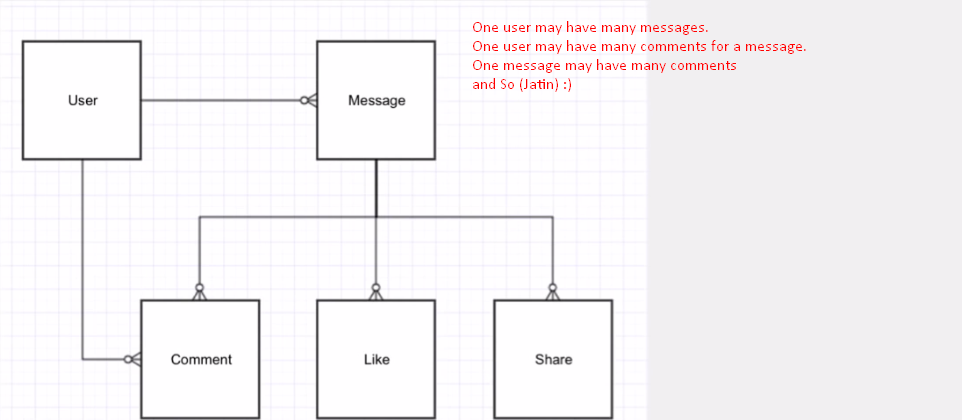 One user may have many messages.
One user may have many comments for a message.
One message may have many comments
and So (Jatin) :)
User
Message
Comment
Like
Share